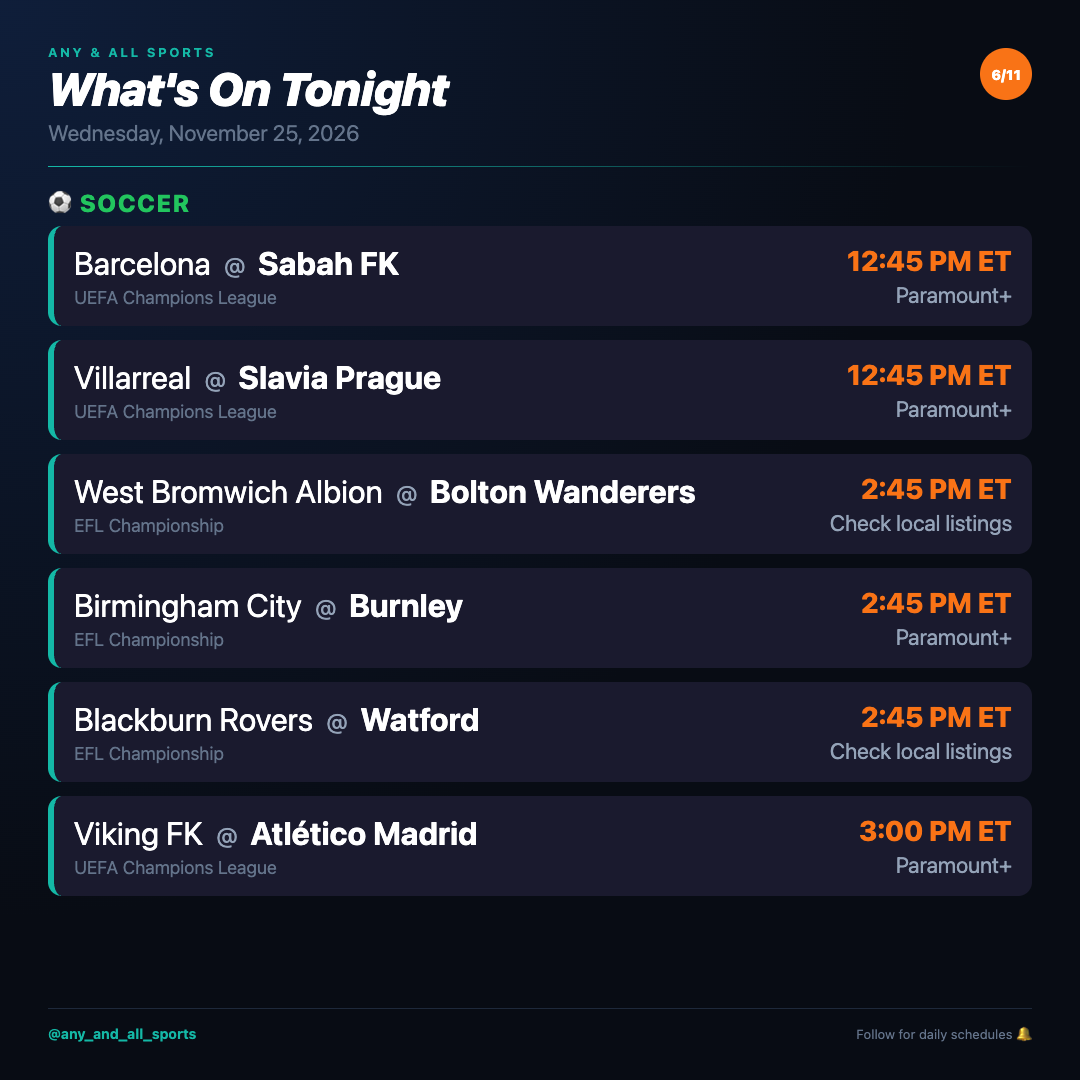 ANY & ALL SPORTS
What's On Tonight
6/11
Wednesday, November 25, 2026
⚽ SOCCER
Barcelona @ Sabah FK
12:45 PM ET
UEFA Champions League
Paramount+
Villarreal @ Slavia Prague
12:45 PM ET
UEFA Champions League
Paramount+
West Bromwich Albion @ Bolton Wanderers
2:45 PM ET
EFL Championship
Check local listings
Birmingham City @ Burnley
2:45 PM ET
EFL Championship
Paramount+
Blackburn Rovers @ Watford
2:45 PM ET
EFL Championship
Check local listings
Viking FK @ Atlético Madrid
3:00 PM ET
UEFA Champions League
Paramount+
@any_and_all_sports
Follow for daily schedules 🔔